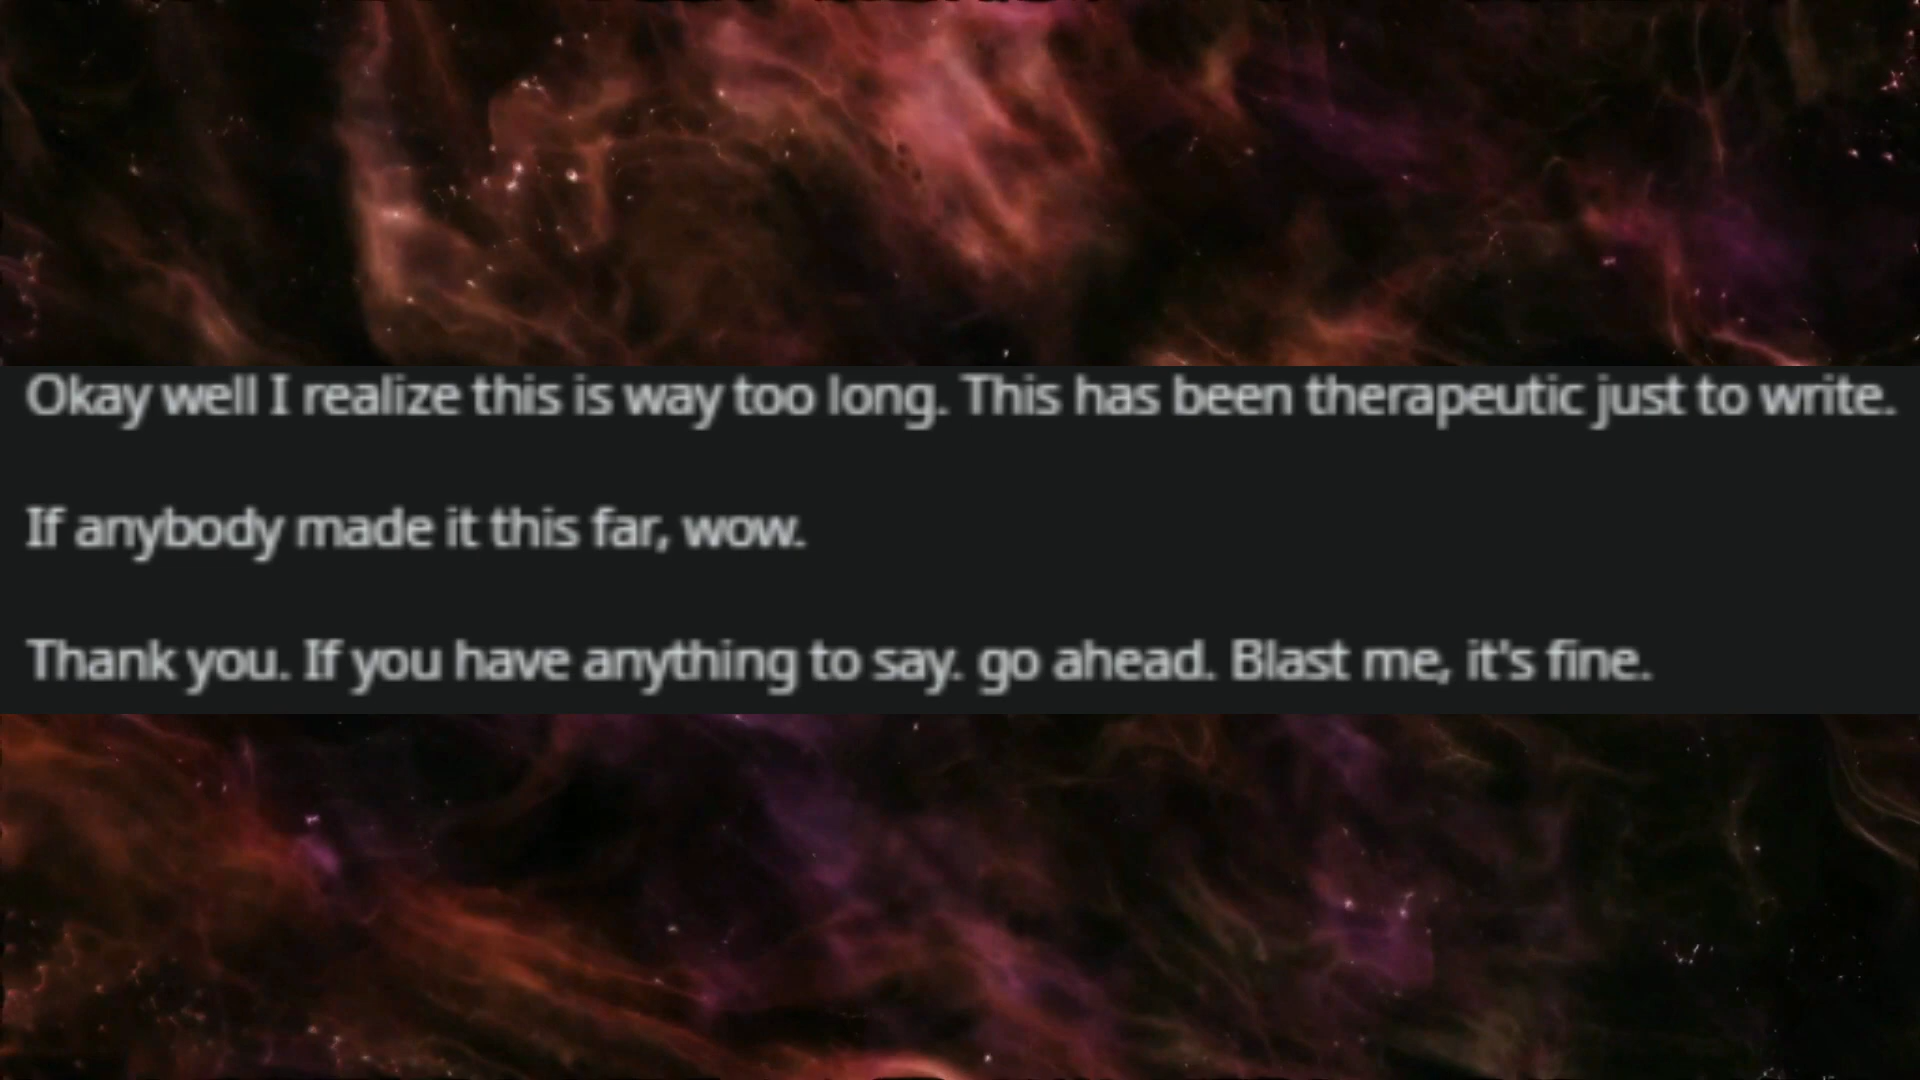 Okay well I realize this is way too long. This has been therapeutic just to write.
If anybody made it this far, wow.
Thank you. If you have anything to say. go ahead. Blast me, it's fine.